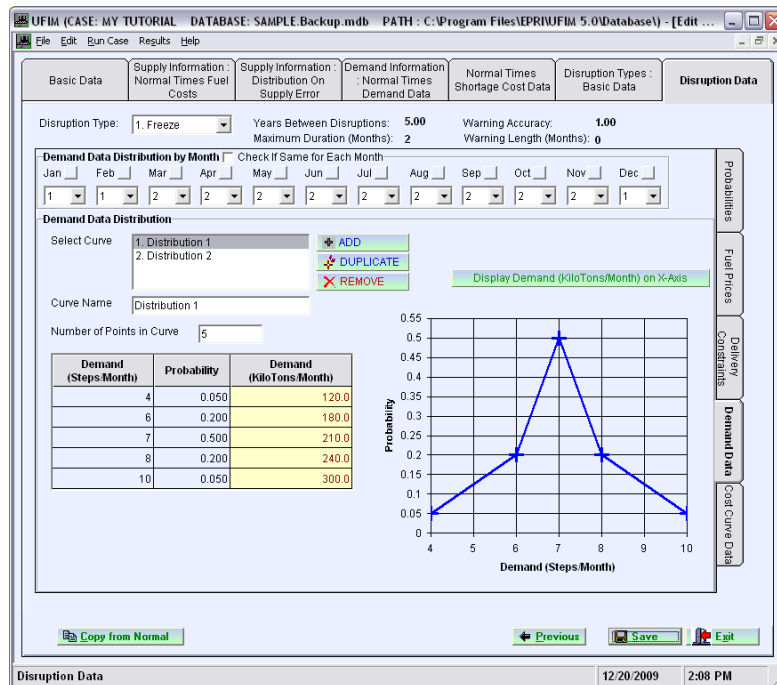 UFIM (CASE: MY TUTORIAL DATABASE: SAMPLE.Backup.mdb PATH : C:\Program Files\EPRI\UFIM 5.0\Database\) - [Edit ...
File Edit Run Case Results Help
Basic Data
Supply Information :
Normal Times Fuel
Costs
Supply Information :
Distribution On
Supply Error
Demand Information
: Normal Times
Demand Data
Normal Times
Shortage Cost Data
Disruption Types :
Basic Data
Disruption Data
Disruption Type: 1. Freeze Years Between Disruptions: 5.00 Warning Accuracy: 1.00
Maximum Duration (Months): 2 Warning Length (Months): 0
Demand Data Distribution by Month Check If Same for Each Month
Jan Feb Mar Apr May Jun Jul Aug Sep Oct Nov Dec
1 1 2 2 2 2 2 2 2 2 2 1
Probabilities
Fuel Prices
Delivery
Constraints
Demand Data
Cost Curve Data
Demand Data Distribution
Select Curve
1. Distribution 1
2. Distribution 2
ADD
DUPLICATE
REMOVE
Display Demand (KiloTons/Month) on X-Axis
Curve Name Distribution 1
Number of Points in Curve 5
Demand
(Steps/Month)
Probability
Demand
(KiloTons/Month)
4 0.050 120.0
6 0.200 180.0
7 0.500 210.0
8 0.200 240.0
10 0.050 300.0
Probability
0.55
0.5
0.45
0.4
0.35
0.3
0.25
0.2
0.15
0.1
0.05
0
4 5 6 7 8 9 10
Demand (Steps/Month)
Copy from Normal Previous Save Exit
Disruption Data 12/20/2009 2:08 PM